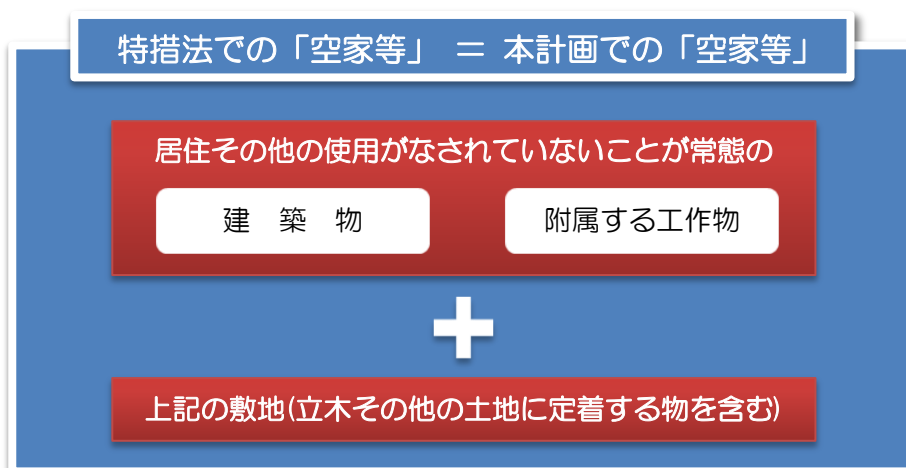 特措法での「空家等」 ＝ 本計画での「空家等」
居住その他の使用がなされていないことが常態の
建　築　物
附属する工作物
上記の敷地(立木その他の土地に定着する物を含む)